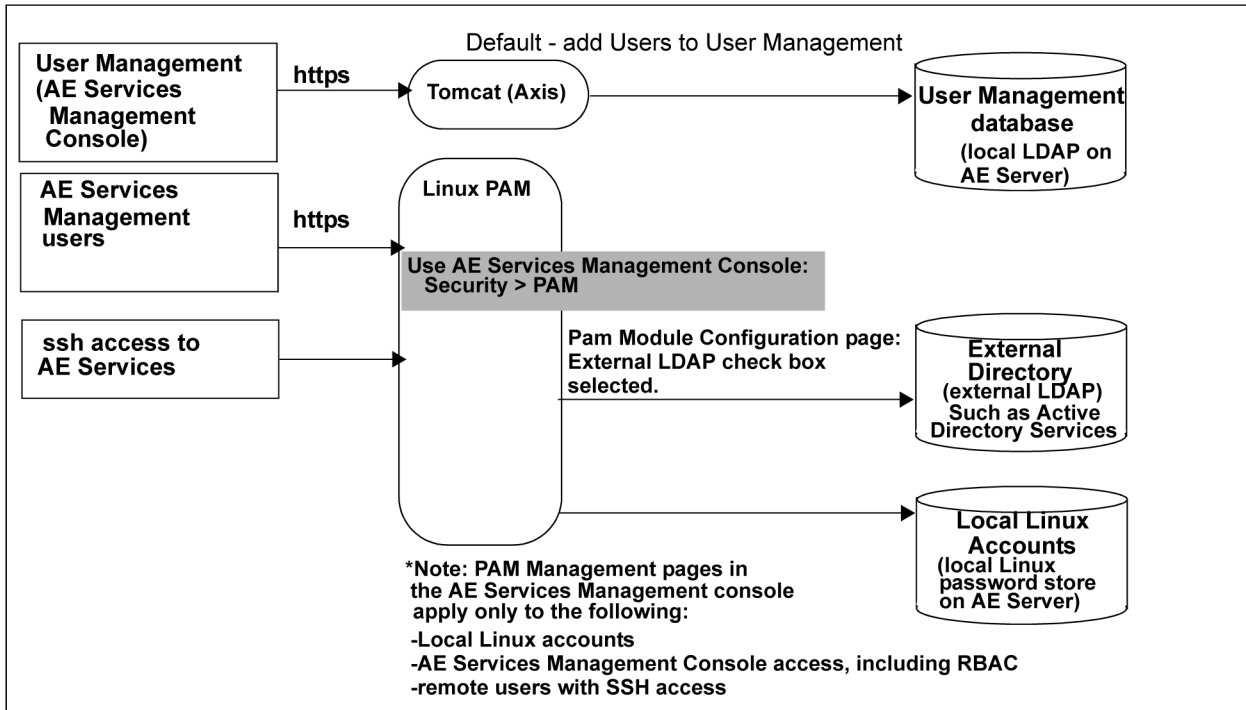 Default - add Users to User Management
User Management
(AE Services
Management
Console)
https
Tomcat (Axis)
User Management
database
(local LDAP on
AE Server)
AE Services
Management
users
https
Linux PAM
Use AE Services Management Console:
Security > PAM
ssh access to
AE Services
Pam Module Configuration page:
External LDAP check box
selected.
External
Directory
(external LDAP)
Such as Active
Directory Services
Local Linux
Accounts
(local Linux
password store
on AE Server)
*Note: PAM Management pages in
the AE Services Management console
apply only to the following:
-Local Linux accounts
-AE Services Management Console access, including RBAC
-remote users with SSH access